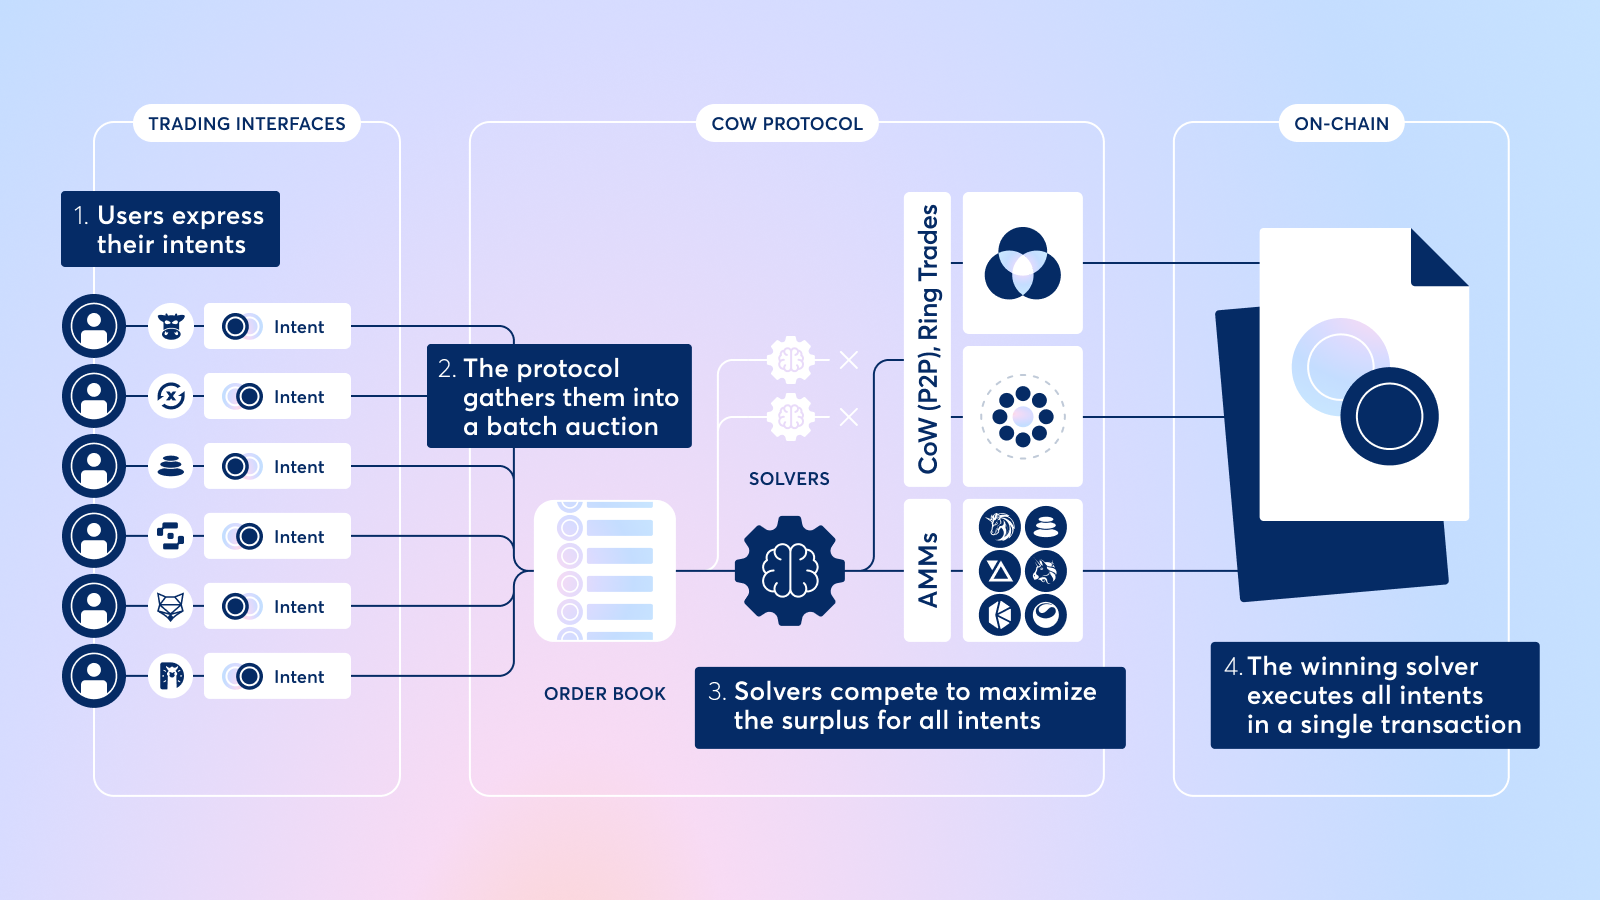 TRADING INTERFACES
COW PROTOCOL
ON-CHAIN
1. Users express
their intents
Intent
Intent
Intent
Intent
Intent
Intent
2. The protocol
gathers them into
a batch auction
ORDER BOOK
SOLVERS
3. Solvers compete to maximize
the surplus for all intents
CoW (P2P), Ring Trades
AMMs
4. The winning solver
executes all intents
in a single transaction